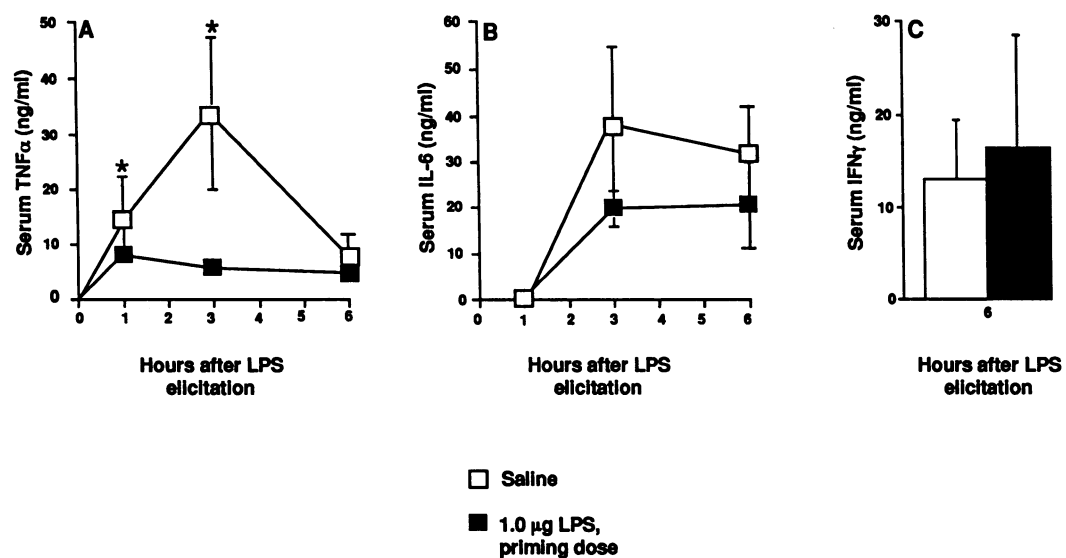 A
Serum TNFα (ng/ml)
50
40
30
20
10
0
*
*
0 1 2 3 4 5 6
Hours after LPS
elicitation
B
Serum IL-6 (ng/ml)
60
50
40
30
20
10
0
0 1 2 3 4 5 6
Hours after LPS
elicitation
C
Serum IFNγ (ng/ml)
30
20
10
0
6
Hours after LPS
elicitation
Saline
1.0 μg LPS,
priming dose